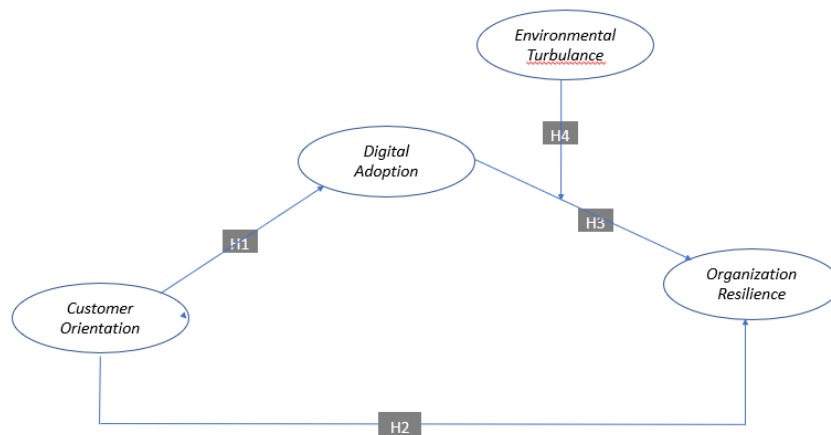 Environmental
Turbulance
H4
Digital
Adoption
H3
H1
Organization
Resilience
Customer
Orientation
H2